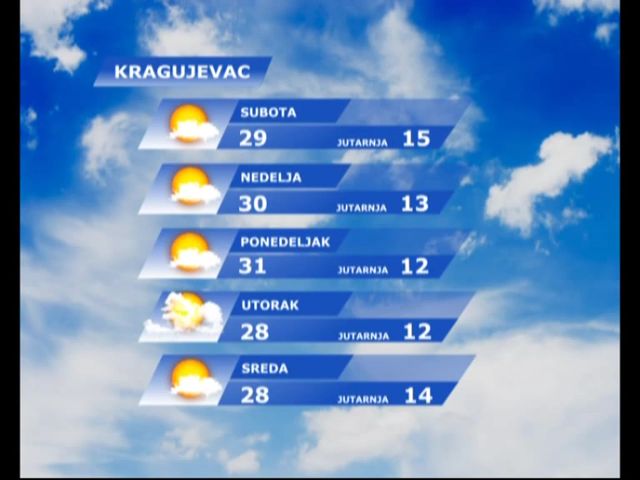 KRAGUJEVAC
SUBOTA
29 JUTARNJA 15
NEDELJA
30 JUTARNJA 13
PONEDELJAK
31 JUTARNJA 12
UTORAK
28 JUTARNJA 12
SREDA
28 JUTARNJA 14